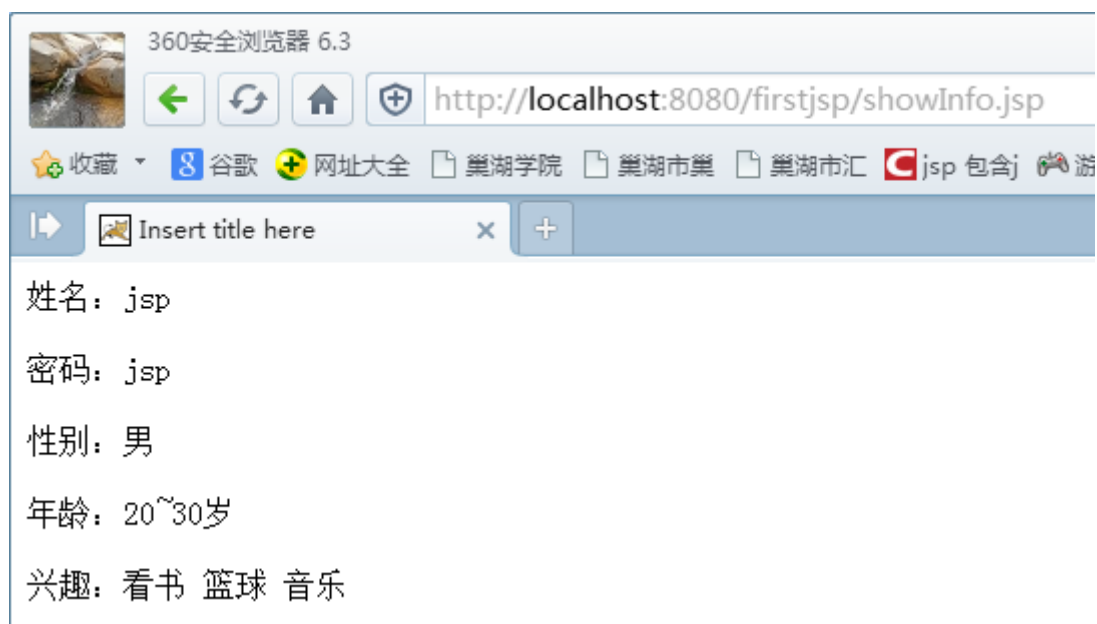 360安全浏览器 6.3
http://localhost:8080/firstjsp/showInfo.jsp
收藏 谷歌 网址大全 巢湖学院 巢湖市巢 巢湖市汇 jsp 包含j 游
Insert title here
姓名：jsp
密码：jsp
性别：男
年龄：20~30岁
兴趣：看书 篮球 音乐